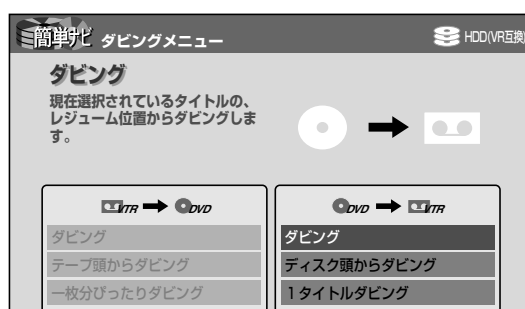 簡単ナビ ダビングメニュー
HDD(VR互換)
ダビング
現在選択されているタイトルの、
レジューム位置からダビングしま
す。
VTR DVD
ダビング
テープ頭からダビング
一枚分ぴったりダビング
DVD VTR
ダビング
ディスク頭からダビング
1タイトルダビング